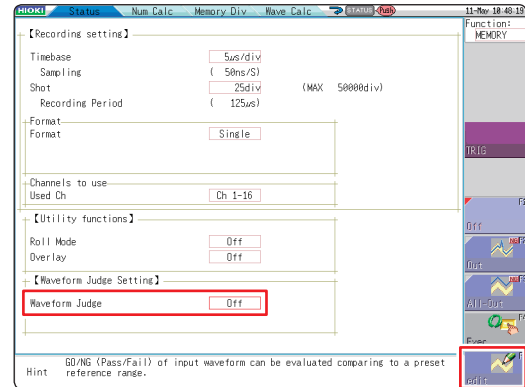 HIOKI Status Num Calc Memory Div Wave Calc STATUS Push 11-May 10:48:19
Function:
MEMORY
【Recording setting】
Timebase 5µs/div
Sampling ( 50ns/S)
Shot 25div (MAX 50000div)
Recording Period ( 125µs)
Format
Format Single
TRIG
Channels to use
Used Ch Ch 1-16
【Utility functions】
Off
Roll Mode Off
Overlay Off
Out
【Waveform Judge Setting】
Waveform Judge Off
All-Out
Exec
Hint GO/NG (Pass/Fail) of input waveform can be evaluated comparing to a preset
reference range.
edit